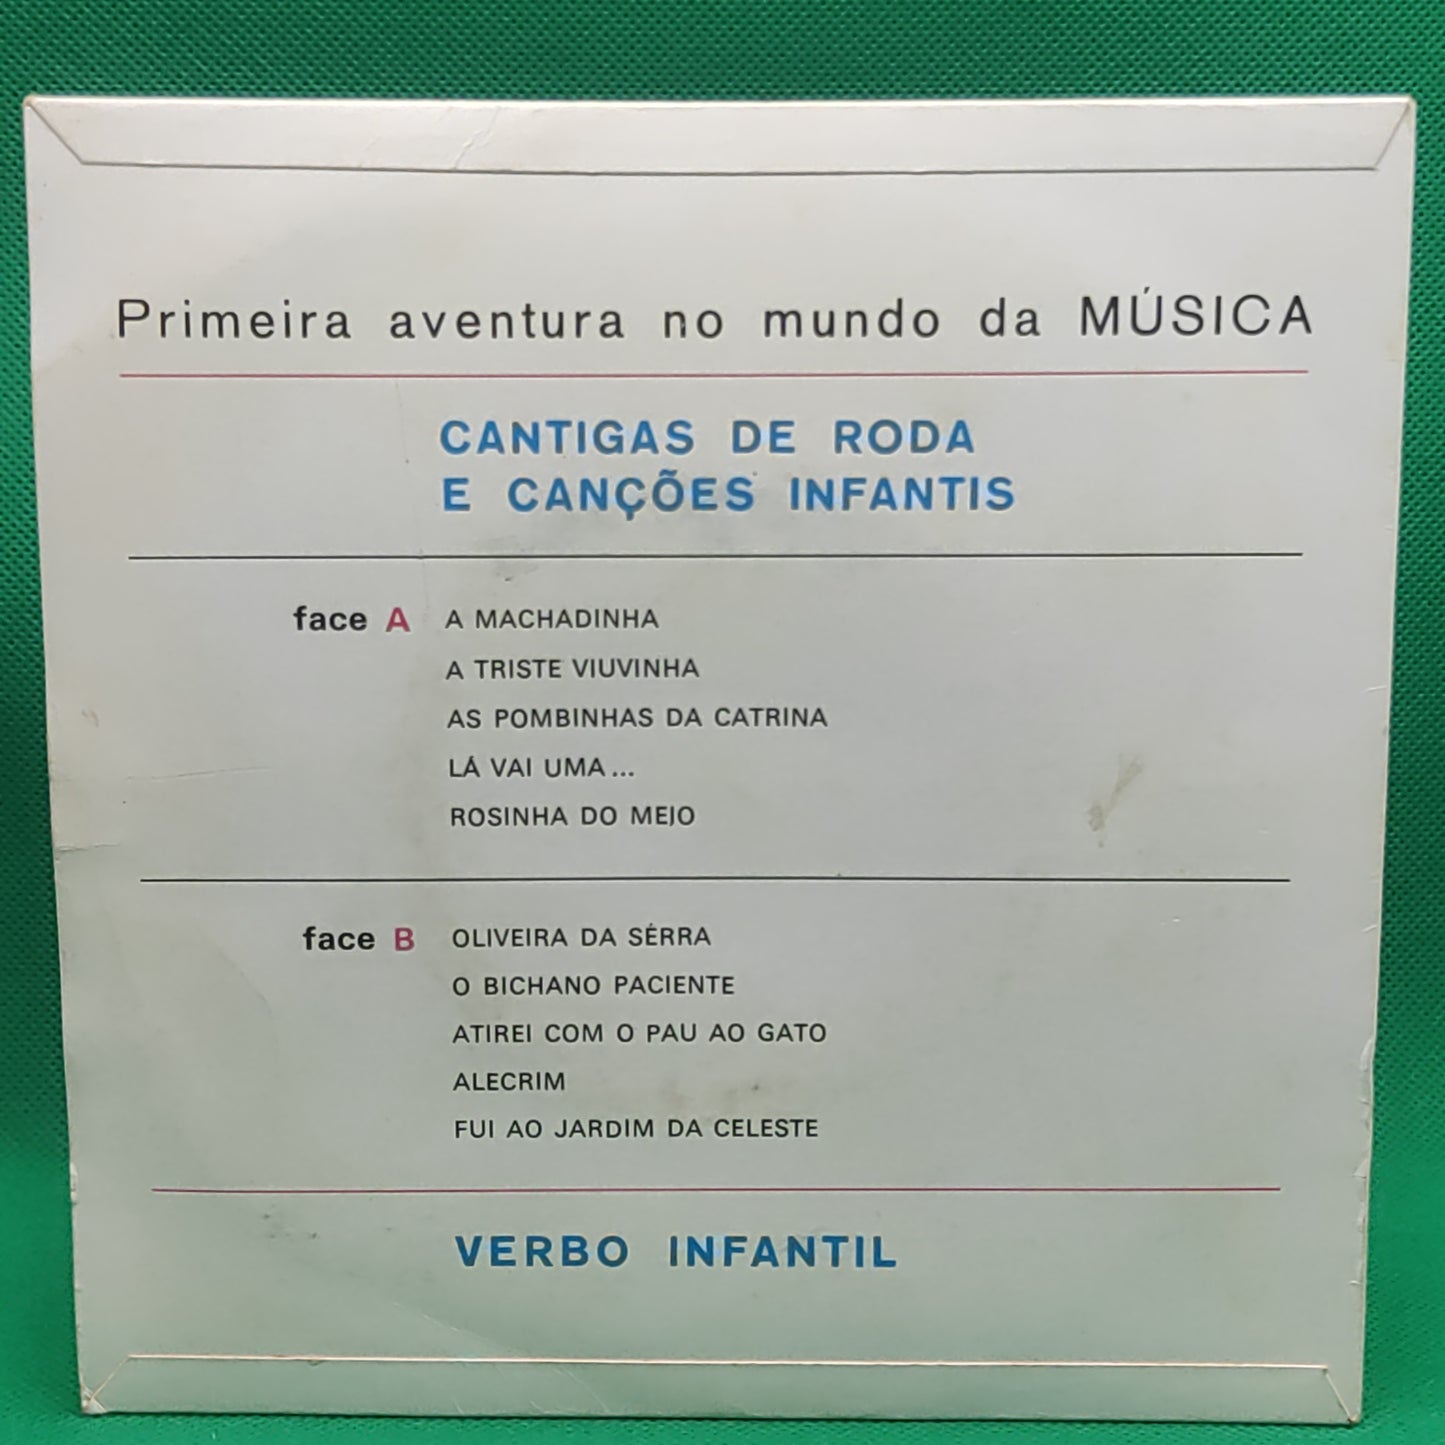 Primeira aventura no mundo da MÚSICA
CANTIGAS DE RODA
E CANÇÕES INFANTIS
face A A MACHADINHA
A TRISTE VIUVINHA
AS POMBINHAS DA CATRINA
LÁ VAI UMA...
ROSINHA DO MEJO
face B OLIVEIRA DA SÉRRA
O BICHANO PACIENTE
ATIREI COM O PAU AO GATO
ALECRIM
FUI AO JARDIM DA CELESTE
VERBO INFANTIL